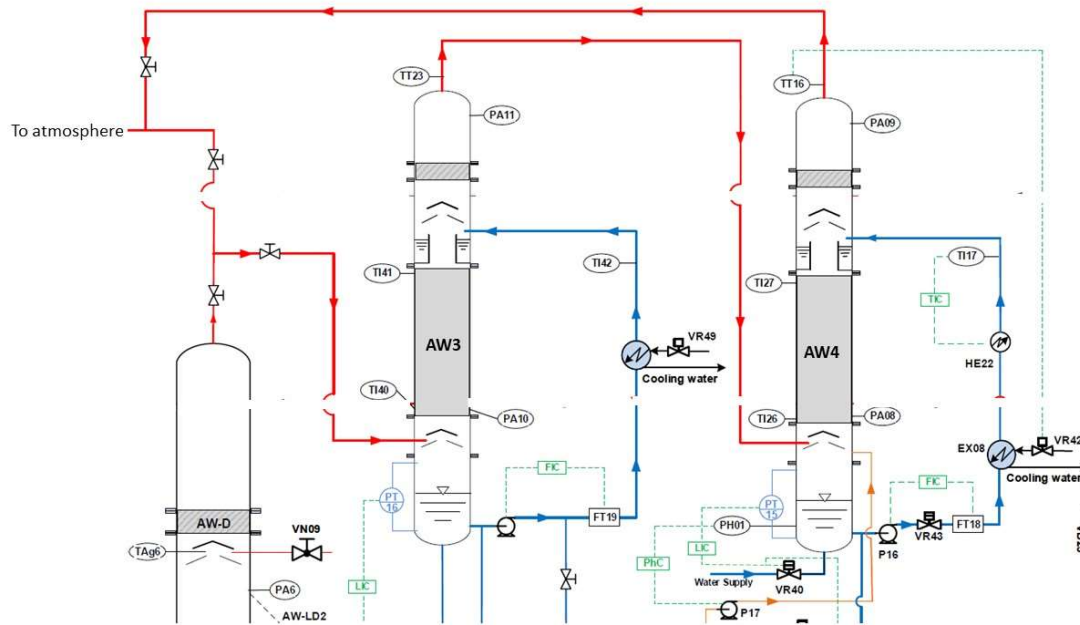 TT23
TT16
PA11
PA09
To atmosphere
TI41
TI42
TI27
TI17
TIC
VR49
AW3
AW4
HE22
Cooling water
TI40
PA10
TI26
PA08
VR42
EX08
FIC
FIC
Cooling water
PT
16
PT
15
FT19
FT18
AW-D
VN09
PH01
P16
VR43
TAg6
LIC
LIC
PhC
Water Supply
VR40
PA6
P17
AW-LD2